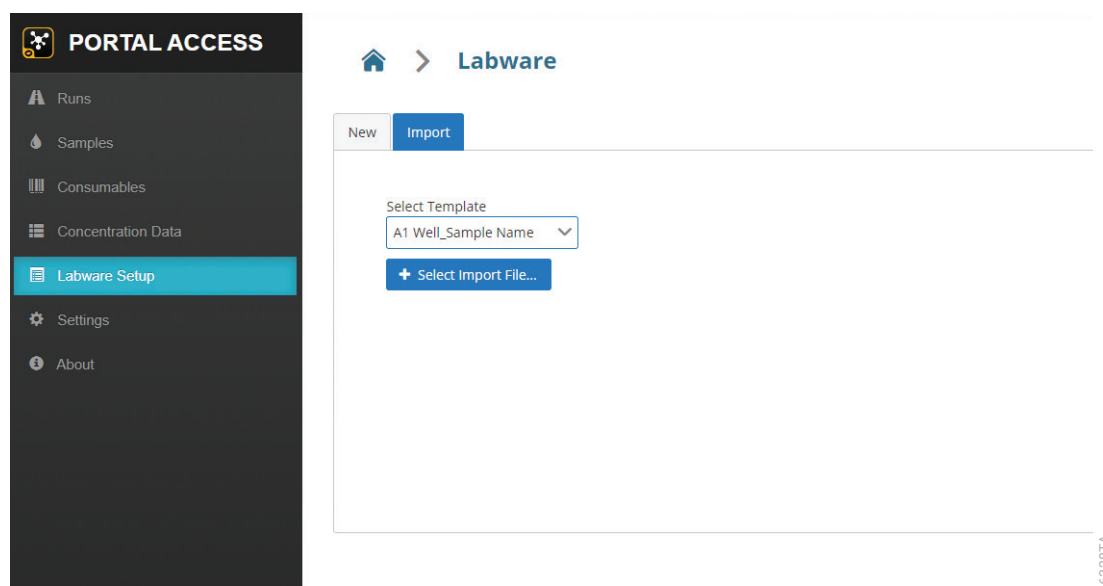 PORTAL ACCESS
Runs
Samples
Consumables
Concentration Data
Labware Setup
Settings
About
Labware
New
Import
Select Template
A1 Well_Sample Name
Select Import File...